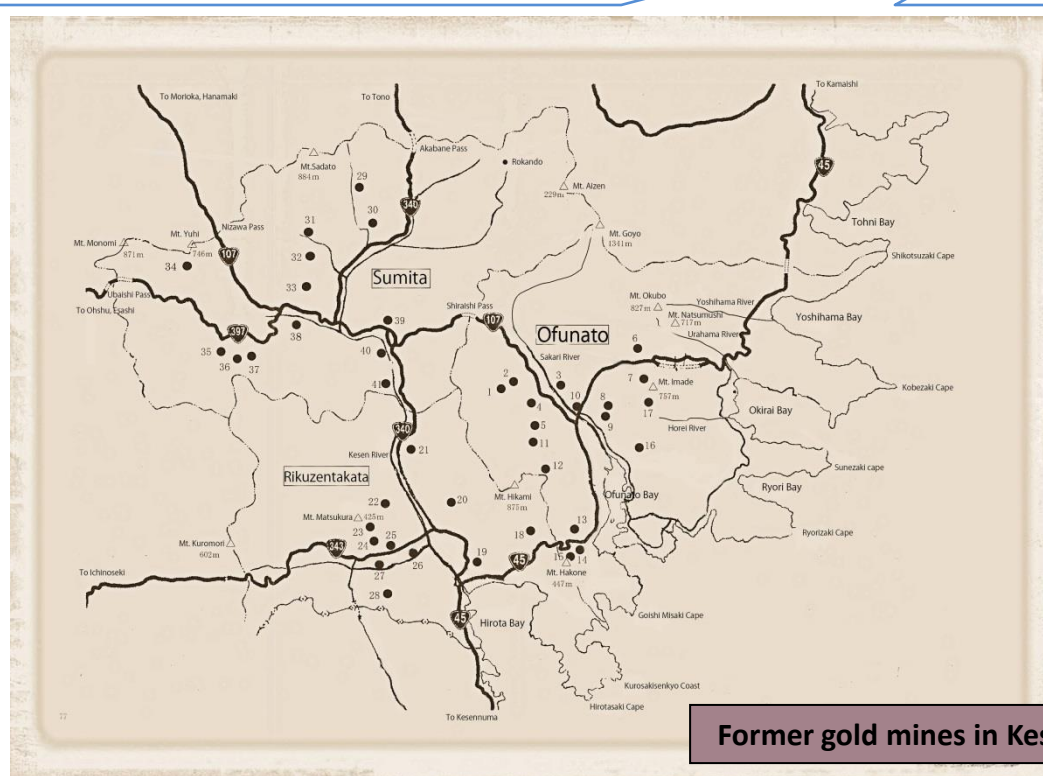 To Kamaishi
To Morioka, Hanamaki
To Tono
Akabane Pass
Mt.Sadato
884m
Rokando
45
29
340
Mt. Aizen
229m
Tohni Bay
30
31
Nizawa Pass
Mt. Yuhi
746m
Mt. Monomi
871m
107
Mt. Goyo
1341m
32
34
Shikotsuzaki Cape
Sumita
33
Ubaishi Pass
To Ohshu, Esashi
Mt. Okubo
827m
Yoshihama River
Shiraishi Pass
Mt. Natsumushi
717m
Yoshihama Bay
39
107
38
397
Ofunato
Urahama River
35
36
37
40
Sakari River
6
41
2
1
3
7
Mt. Imade
757m
Kobezaki Cape
4
10
8
9
17
Okirai Bay
5
340
Horei River
11
21
16
Kesen River
12
Sunezaki cape
Rikuzentakata
Mt. Hikami
875m
Ofunato Bay
Ryori Bay
22
20
Mt. Matsukura
425m
23
24
25
18
13
Ryorizaki Cape
Mt. Kuromori
602m
343
26
19
45
15
14
Mt. Hakone
447m
To Ichinoseki
27
28
45
Hirota Bay
Goishi Misaki Cape
Kurosakisenkyo Coast
Hirotasaki Cape
To Kesennuma
77
Former gold mines in Kes